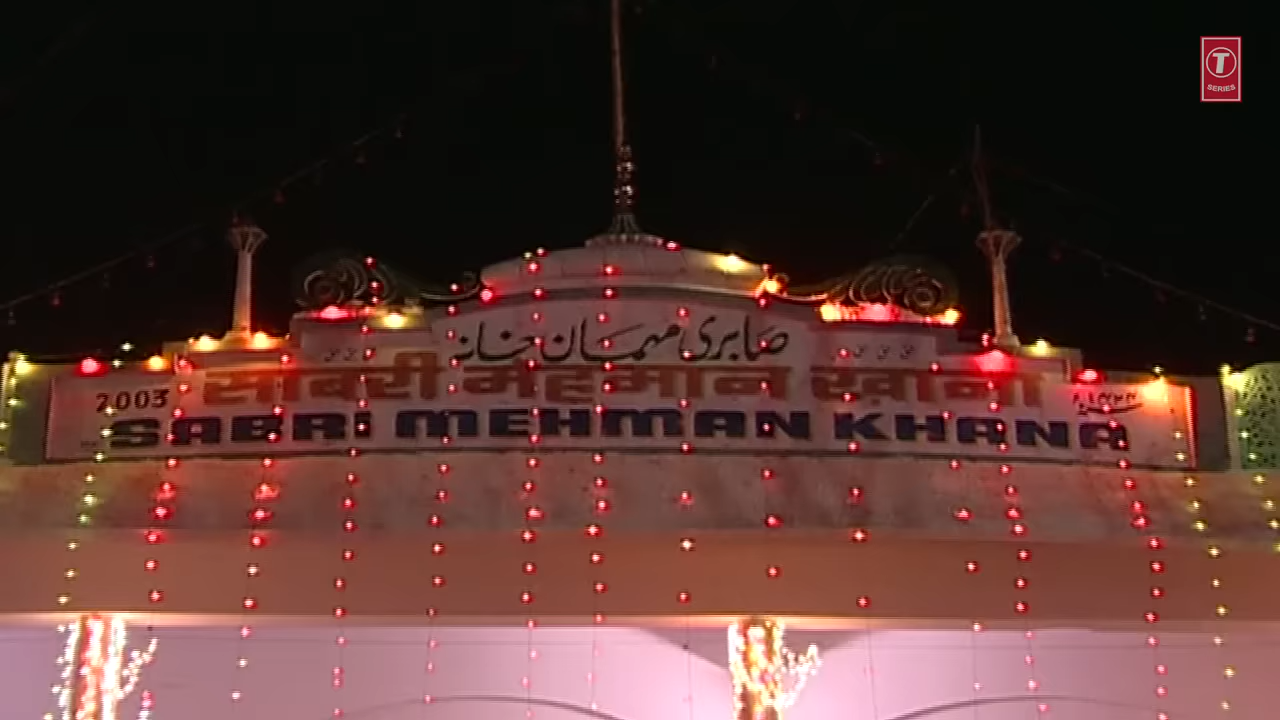 T
SERIES
صابری مہمان خانہ
साबरी मेहमान खाना
2003
SABRI MEHMAN KHANA